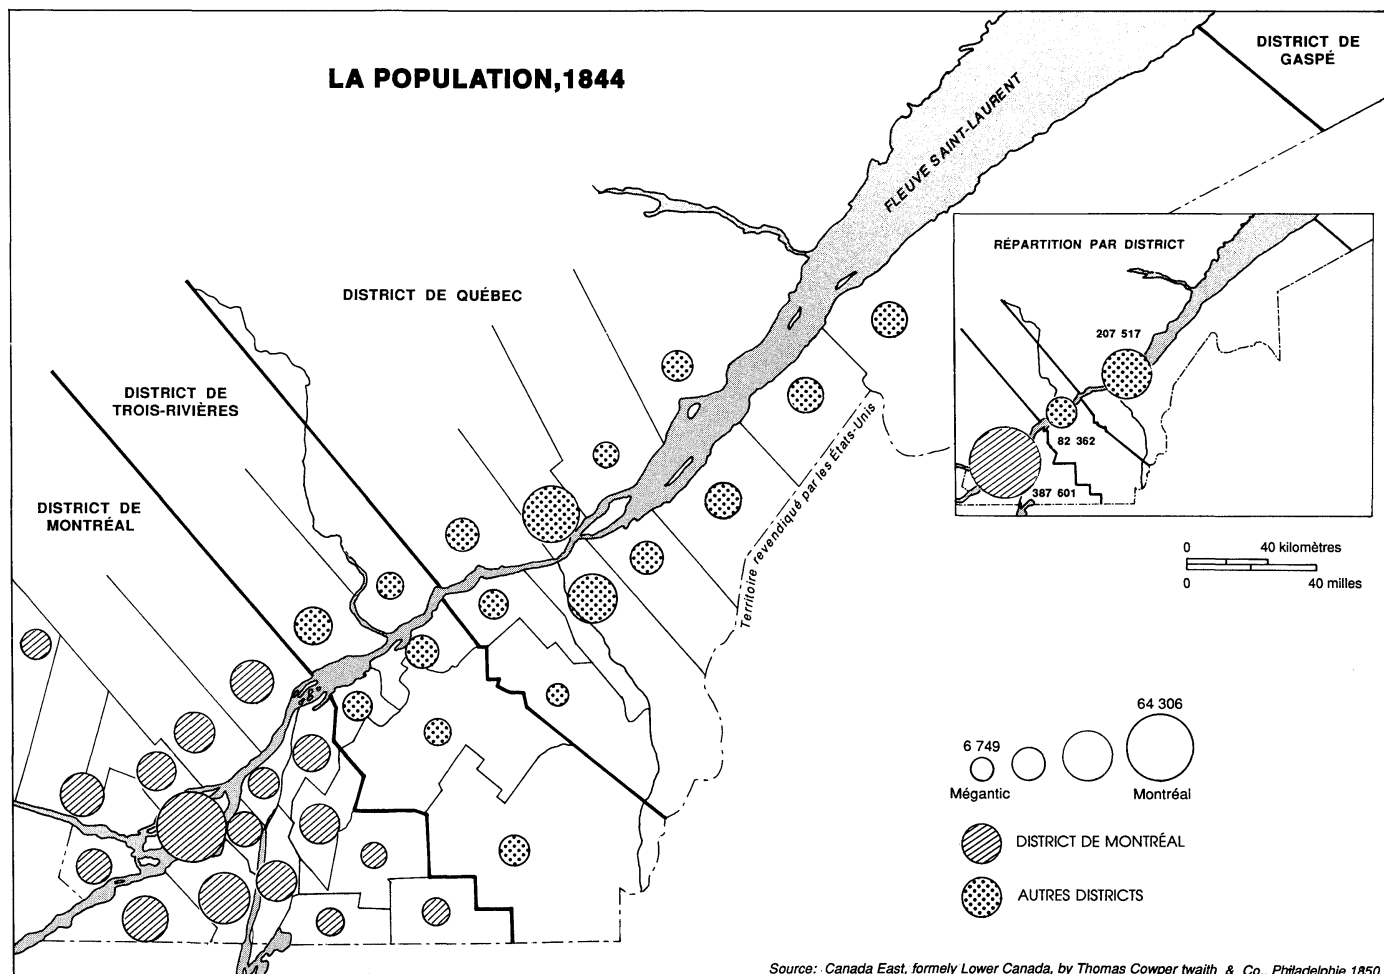 LA POPULATION,1844
DISTRICT DE
GASPÉ
FLEUVE SAINT-LAURENT
RÉPARTITION PAR DISTRICT
207 517
82 362
387 601
DISTRICT DE QUÉBEC
DISTRICT DE
TROIS-RIVIÈRES
DISTRICT DE
MONTRÉAL
Territoire revendiqué par les États-Unis
0 40 kilomètres
0 40 milles
64 306
6 749
Mégantic Montréal
DISTRICT DE MONTRÉAL
AUTRES DISTRICTS
Source: Canada East, formely Lower Canada, by Thomas Cowper twaith & Co., Philadelphie 1850